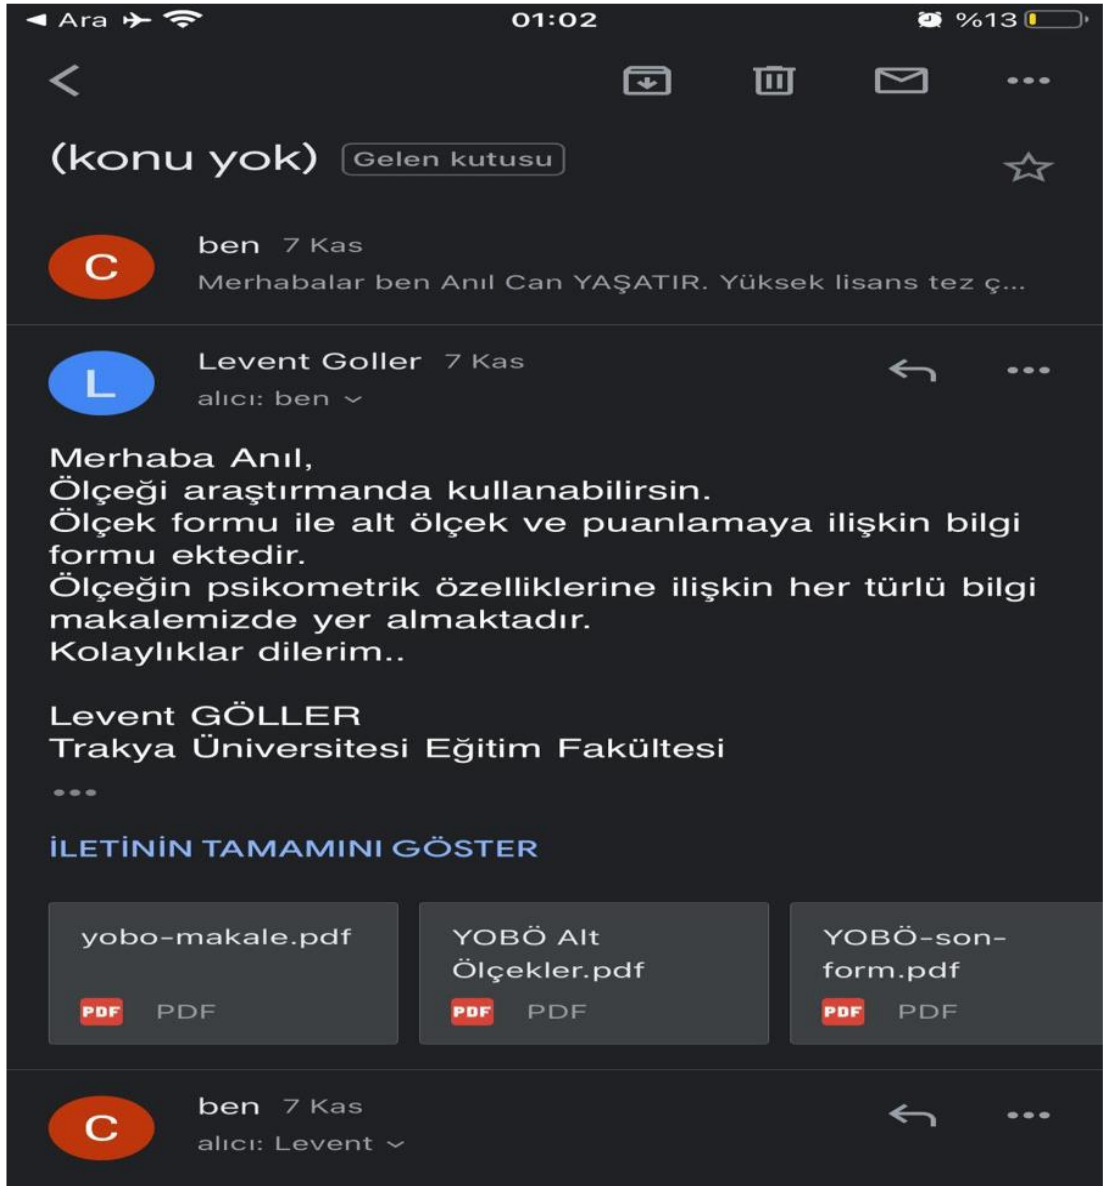 Ara
01:02
%13
(konu yok) Gelen kutusu
C
ben 7 Kas
Merhabalar ben Anıl Can YAŞATIR. Yüksek lisans tez ç...
L
Levent Goller 7 Kas
alıcı: ben
Merhaba Anıl,
Ölçeği araştırmanda kullanabilirsin.
Ölçek formu ile alt ölçek ve puanlamaya ilişkin bilgi
formu ektedir.
Ölçeğin psikometrik özelliklerine ilişkin her türlü bilgi
makalemizde yer almaktadır.
Kolaylıklar dilerim..
Levent GÖLLER
Trakya Üniversitesi Eğitim Fakültesi
İLETİNİN TAMAMINI GÖSTER
yobo-makale.pdf
PDF PDF
YOBÖ Alt
Ölçekler.pdf
PDF PDF
YOBÖ-son-
form.pdf
PDF PDF
C
ben 7 Kas
alıcı: Levent